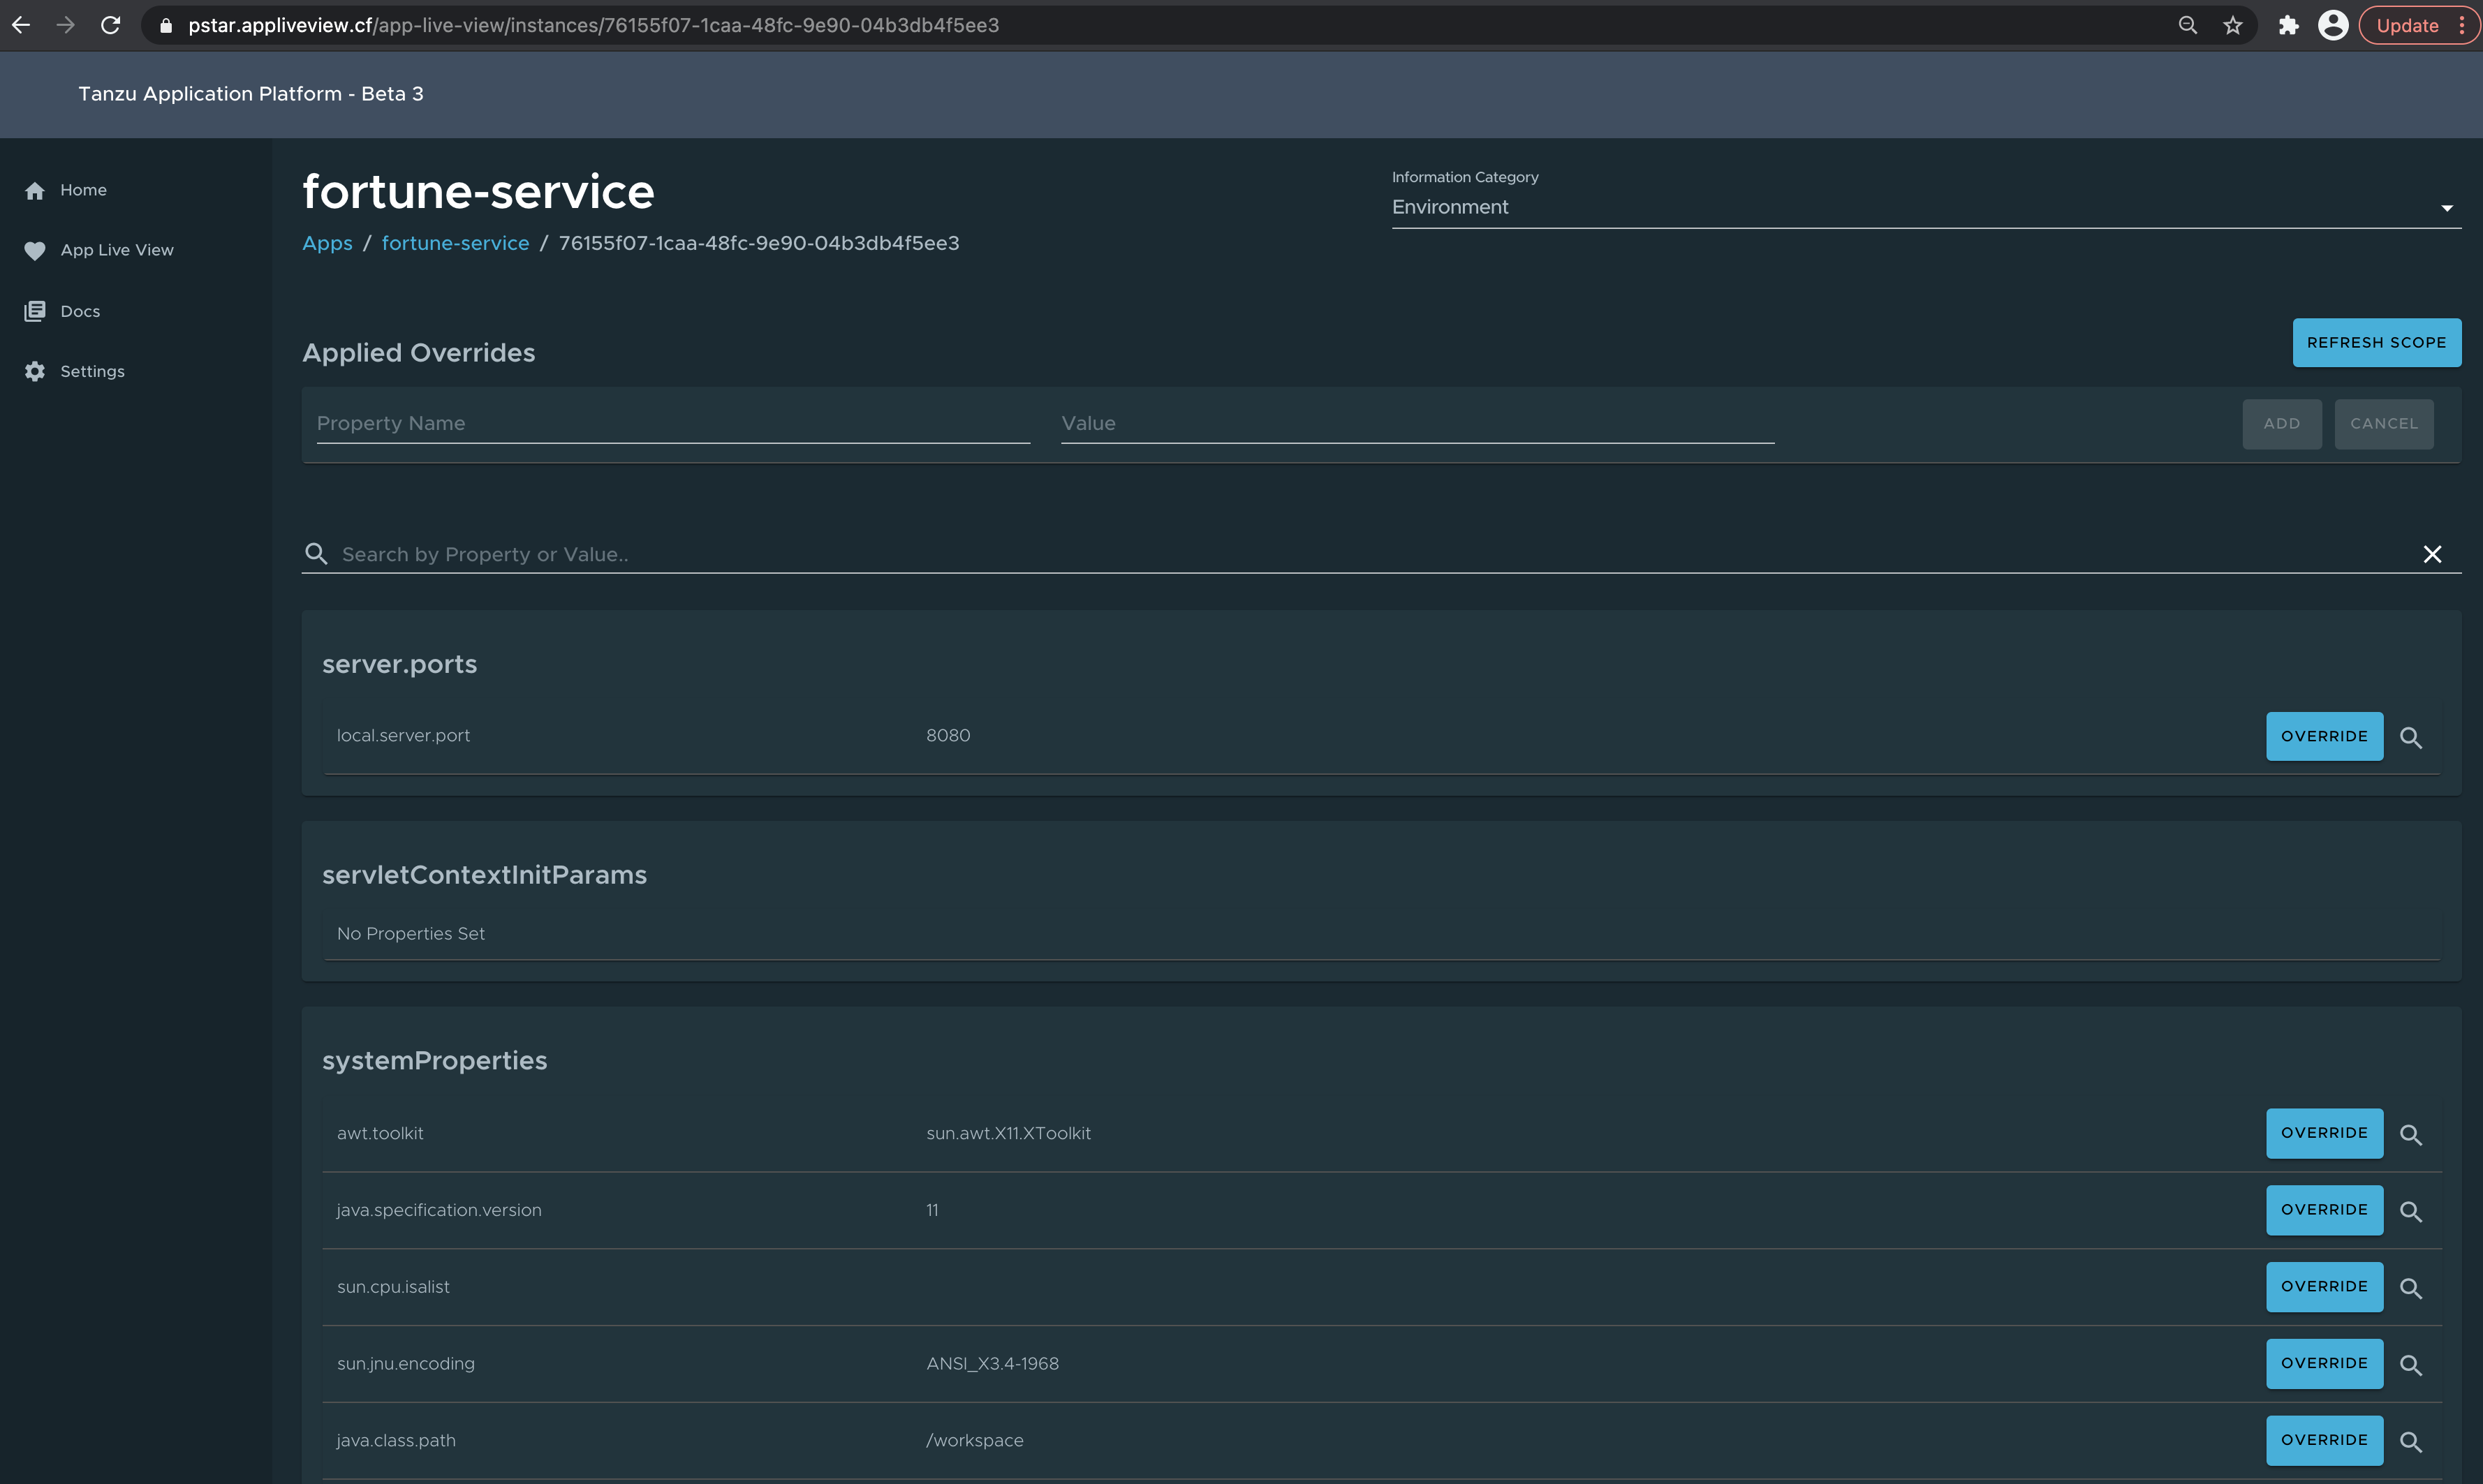 pstar.appliveview.cf/app-live-view/instances/76155f07-1caa-48fc-9e90-04b3db4f5ee3
Update
Tanzu Application Platform - Beta 3
Home
App Live View
Docs
Settings
fortune-service
Apps / fortune-service / 76155f07-1caa-48fc-9e90-04b3db4f5ee3
Information Category
Environment
Applied Overrides
REFRESH SCOPE
Property Name Value ADD CANCEL
Search by Property or Value..
server.ports
local.server.port 8080 OVERRIDE
servletContextInitParams
No Properties Set
systemProperties
awt.toolkit sun.awt.X11.XToolkit OVERRIDE
java.specification.version 11 OVERRIDE
sun.cpu.isalist OVERRIDE
sun.jnu.encoding ANSI_X3.4-1968 OVERRIDE
java.class.path /workspace OVERRIDE